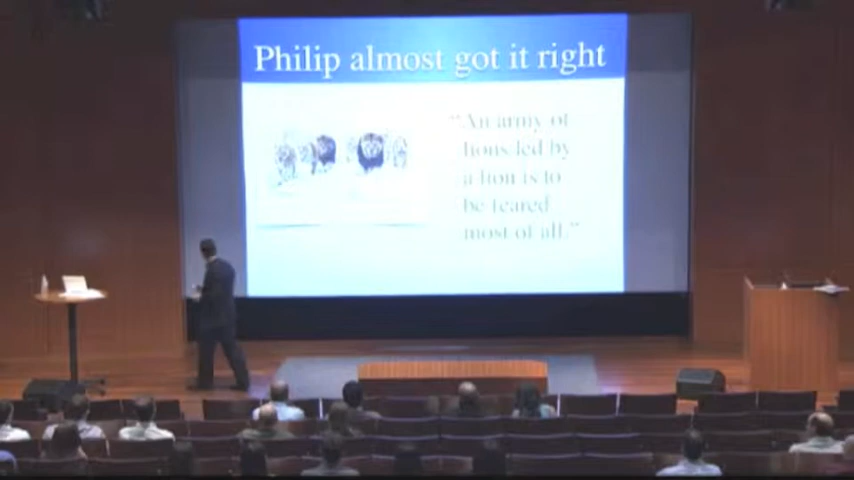 Philip almost got it right
"An army of
lions led by
a lion is to
be feared
most of all."